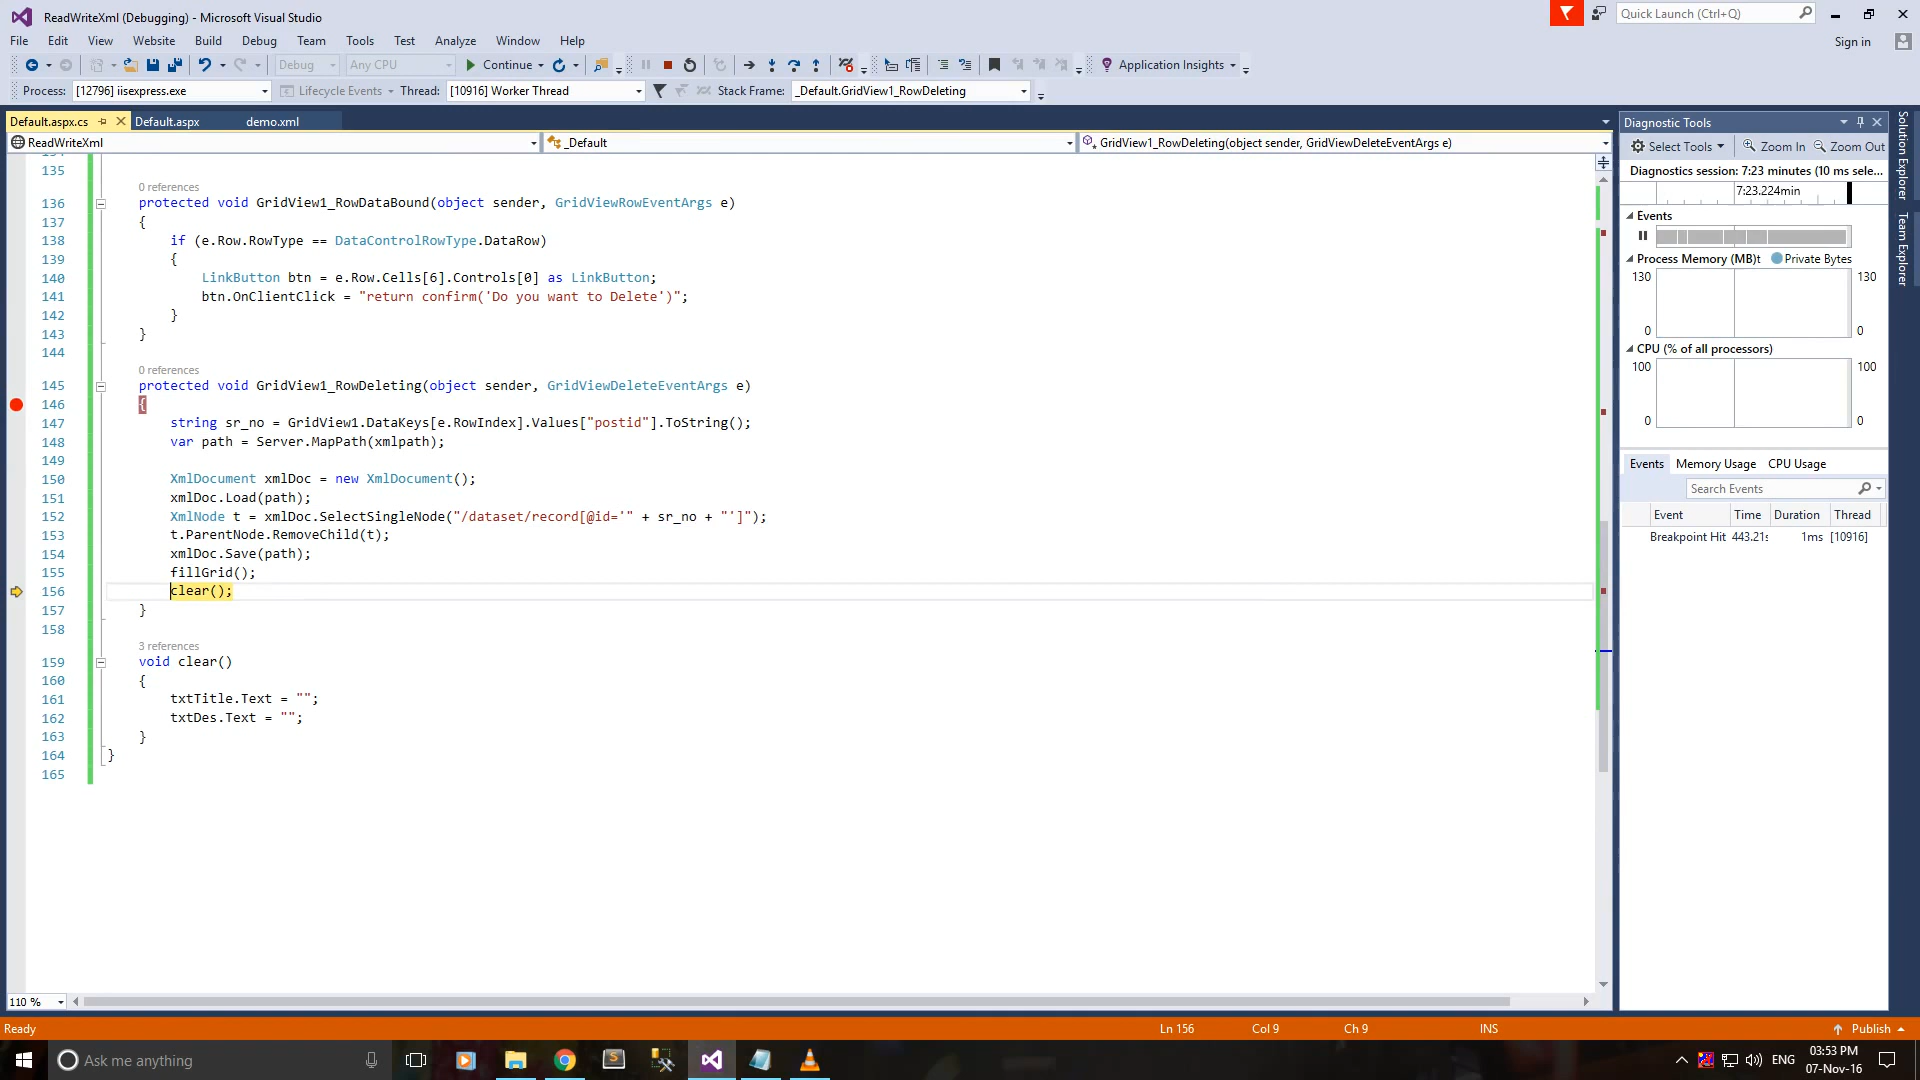 ReadWriteXml (Debugging) - Microsoft Visual Studio
Quick Launch (Ctrl+Q)
File Edit View Website Build Debug Team Tools Test Analyze Window Help
Sign in
Debug Any CPU Continue Application Insights
Process: [12796] iisexpress.exe Lifecycle Events Thread: [10916] Worker Thread Stack Frame: _Default.GridView1_RowDeleting
Default.aspx.cs Default.aspx demo.xml
ReadWriteXml _Default GridView1_RowDeleting(object sender, GridViewDeleteEventArgs e)
135
0 references
136 protected void GridView1_RowDataBound(object sender, GridViewRowEventArgs e)
137 {
138 if (e.Row.RowType == DataControlRowType.DataRow)
139 {
140 LinkButton btn = e.Row.Cells[6].Controls[0] as LinkButton;
141 btn.OnClientClick = "return confirm('Do you want to Delete')";
142 }
143 }
144
0 references
145 protected void GridView1_RowDeleting(object sender, GridViewDeleteEventArgs e)
146 {
147 string sr_no = GridView1.DataKeys[e.RowIndex].Values["postid"].ToString();
148 var path = Server.MapPath(xmlpath);
149
150 XmlDocument xmlDoc = new XmlDocument();
151 xmlDoc.Load(path);
152 XmlNode t = xmlDoc.SelectSingleNode("/dataset/record[@id='" + sr_no + "']");
153 t.ParentNode.RemoveChild(t);
154 xmlDoc.Save(path);
155 fillGrid();
156 clear();
157 }
158
3 references
159 void clear()
160 {
161 txtTitle.Text = "";
162 txtDes.Text = "";
163 }
164 }
165
110 %
Diagnostic Tools
Select Tools Zoom In Zoom Out
Diagnostics session: 7:23 minutes (10 ms sele...
7:23.224min
Events
Process Memory (MB)t Private Bytes
130 130
0 0
CPU (% of all processors)
100 100
0 0
Events Memory Usage CPU Usage
Search Events
Event Time Duration Thread
Breakpoint Hit 443.21s 1ms [10916]
Solution Explorer
Team Explorer
Ready Ln 156 Col 9 Ch 9 INS Publish
Ask me anything
ENG
03:53 PM
07-Nov-16